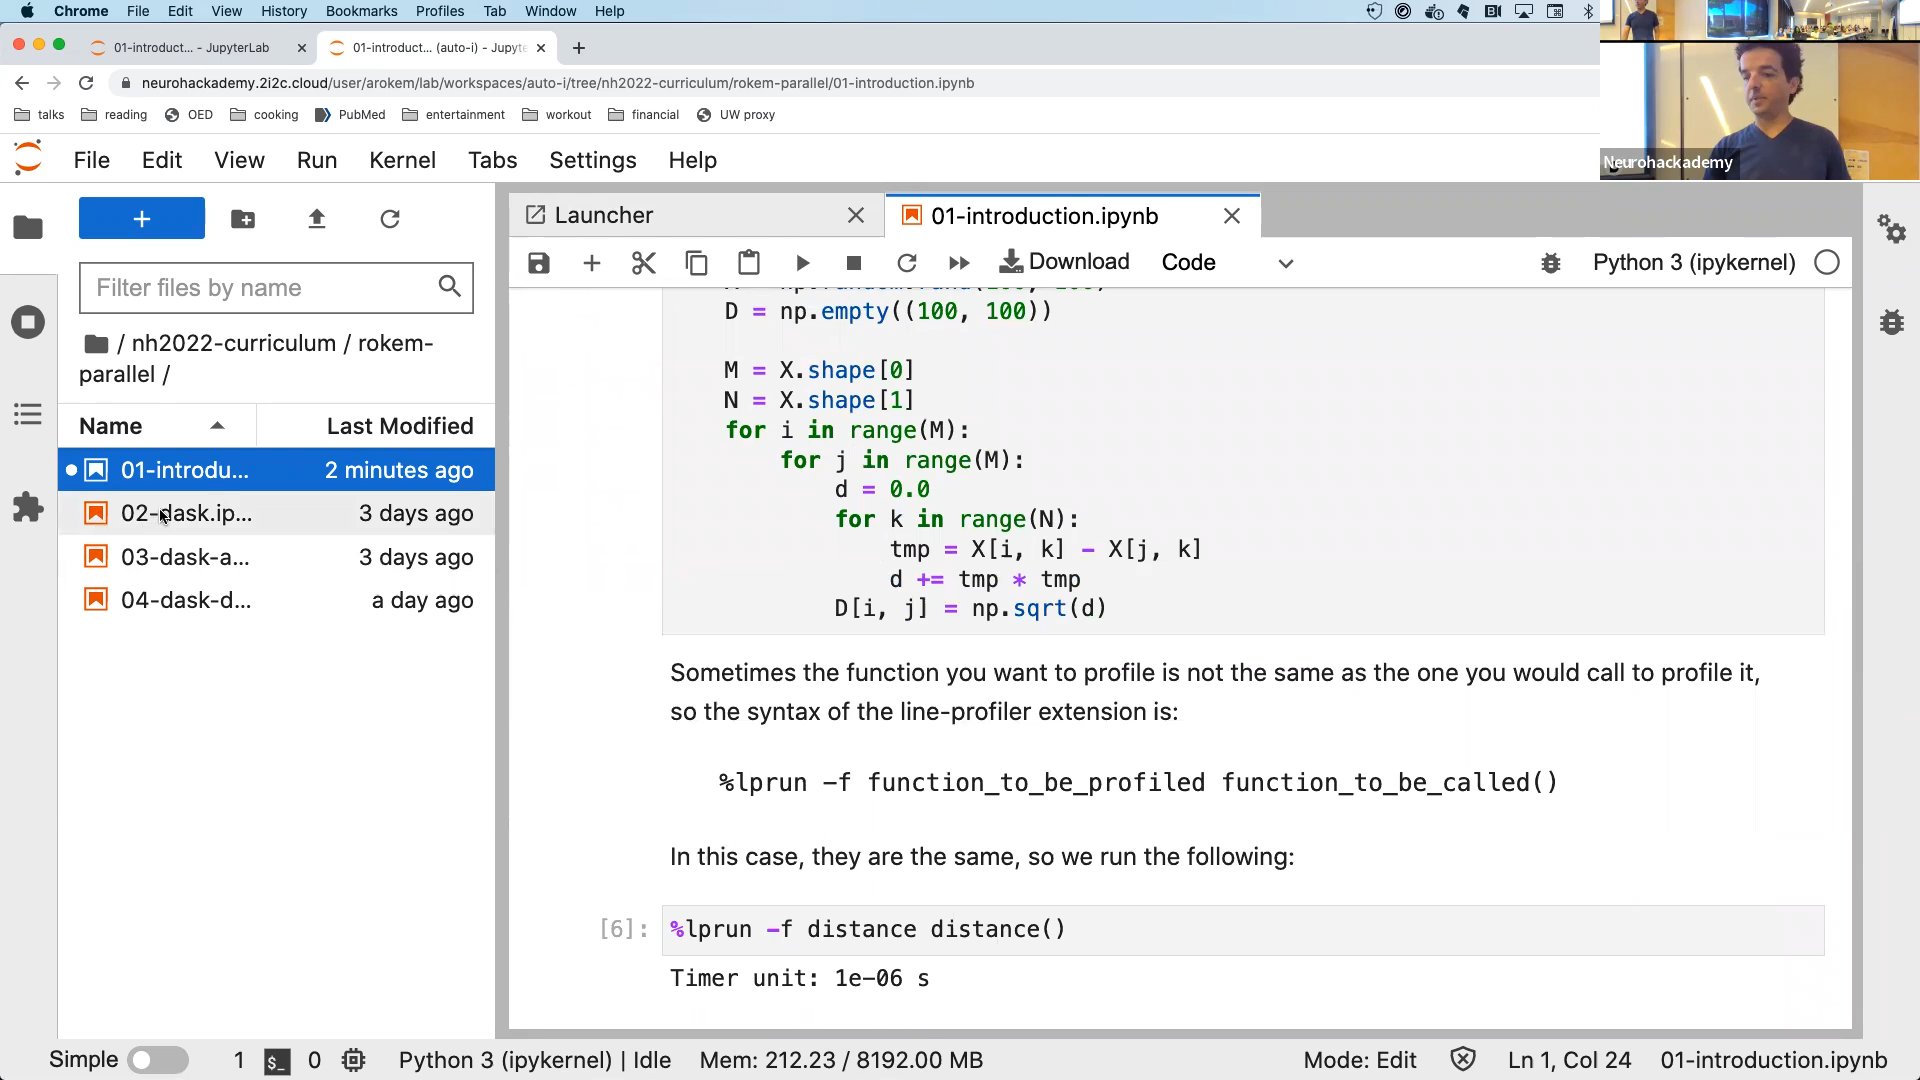 Chrome File Edit View History Bookmarks Profiles Tab Window Help
01-introduct... - JupyterLab
01-introduct... (auto-i) - Jupyte
neurohackademy.2i2c.cloud/user/arokem/lab/workspaces/auto-i/tree/nh2022-curriculum/rokem-parallel/01-introduction.ipynb
talks reading OED cooking PubMed entertainment workout financial UW proxy
Neurohackademy
File Edit View Run Kernel Tabs Settings Help
Launcher
01-introduction.ipynb
Download Code
Python 3 (ipykernel)
Filter files by name
/ nh2022-curriculum / rokem-
parallel /
Name Last Modified
01-introdu... 2 minutes ago
02-dask.ip... 3 days ago
03-dask-a... 3 days ago
04-dask-d... a day ago
D = np.empty((100, 100))
M = X.shape[0]
N = X.shape[1]
for i in range(M):
for j in range(M):
d = 0.0
for k in range(N):
tmp = X[i, k] - X[j, k]
d += tmp * tmp
D[i, j] = np.sqrt(d)
Sometimes the function you want to profile is not the same as the one you would call to profile it,
so the syntax of the line-profiler extension is:
%lprun -f function_to_be_profiled function_to_be_called()
In this case, they are the same, so we run the following:
[6]: %lprun -f distance distance()
Timer unit: 1e-06 s
Simple 1 0 Python 3 (ipykernel) | Idle Mem: 212.23 / 8192.00 MB Mode: Edit Ln 1, Col 24 01-introduction.ipynb